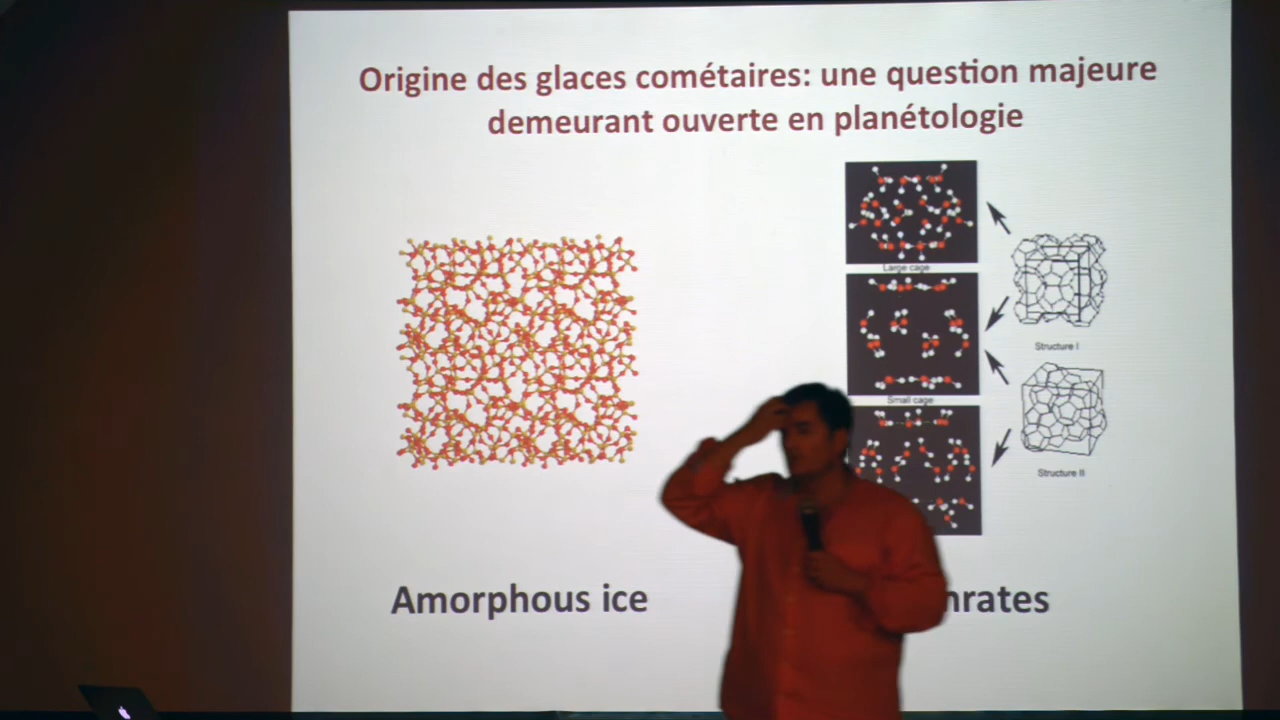 Origine des glaces cométaires: une question majeure
demeurant ouverte en planétologie
Large cage
Structure I
Small cage
Structure II
Amorphous ice